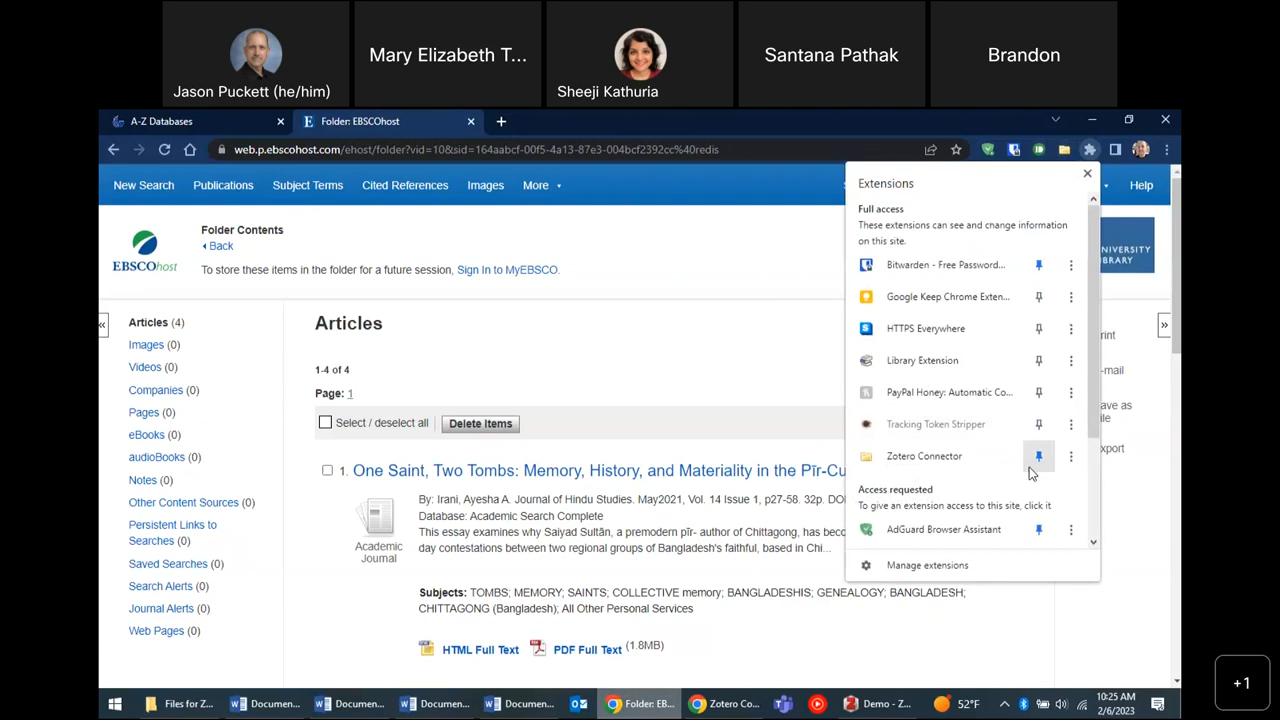 Jason Puckett (he/him)
Mary Elizabeth T...
Sheeji Kathuria
Santana Pathak
Brandon
A-Z Databases
Folder: EBSCOhost
web.p.ebscohost.com/ehost/folder?vid=10&sid=164aabcf-00f5-4a13-87e3-004bcf2392cc%40redis
New Search
Publications
Subject Terms
Cited References
Images
More
Help
EBSCOhost
Folder Contents
Back
To store these items in the folder for a future session, Sign In to MyEBSCO.
UNIVERSITY
LIBRARY
Articles (4)
Images (0)
Videos (0)
Companies (0)
Pages (0)
eBooks (0)
audioBooks (0)
Notes (0)
Other Content Sources (0)
Persistent Links to
Searches (0)
Saved Searches (0)
Search Alerts (0)
Journal Alerts (0)
Web Pages (0)
Articles
1-4 of 4
Page: 1
Select / deselect all
Delete Items
1. One Saint, Two Tombs: Memory, History, and Materiality in the Pīr-Cu
Academic
Journal
By: Irani, Ayesha A. Journal of Hindu Studies. May2021, Vol. 14 Issue 1, p27-58. 32p. DO
Database: Academic Search Complete
This essay examines why Saiyad Sultān, a premodern pīr- author of Chittagong, has beco
day contestations between two regional groups of Bangladesh's faithful, based in Chi...
Subjects: TOMBS; MEMORY; SAINTS; COLLECTIVE memory; BANGLADESHIS; GENEALOGY; BANGLADESH;
CHITTAGONG (Bangladesh); All Other Personal Services
HTML Full Text
PDF Full Text (1.8MB)
Extensions
Full access
These extensions can see and change information
on this site.
Bitwarden - Free Password...
Google Keep Chrome Exten...
HTTPS Everywhere
Library Extension
PayPal Honey: Automatic Co...
Tracking Token Stripper
Zotero Connector
Access requested
To give an extension access to this site, click it
AdGuard Browser Assistant
Manage extensions
rint
-mail
ave as
ile
xport
Files for Z...
Documen...
Documen...
Documen...
Documen...
Folder: EB...
Zotero Co...
Demo - Z...
52°F
10:25 AM
2/6/2023
+1